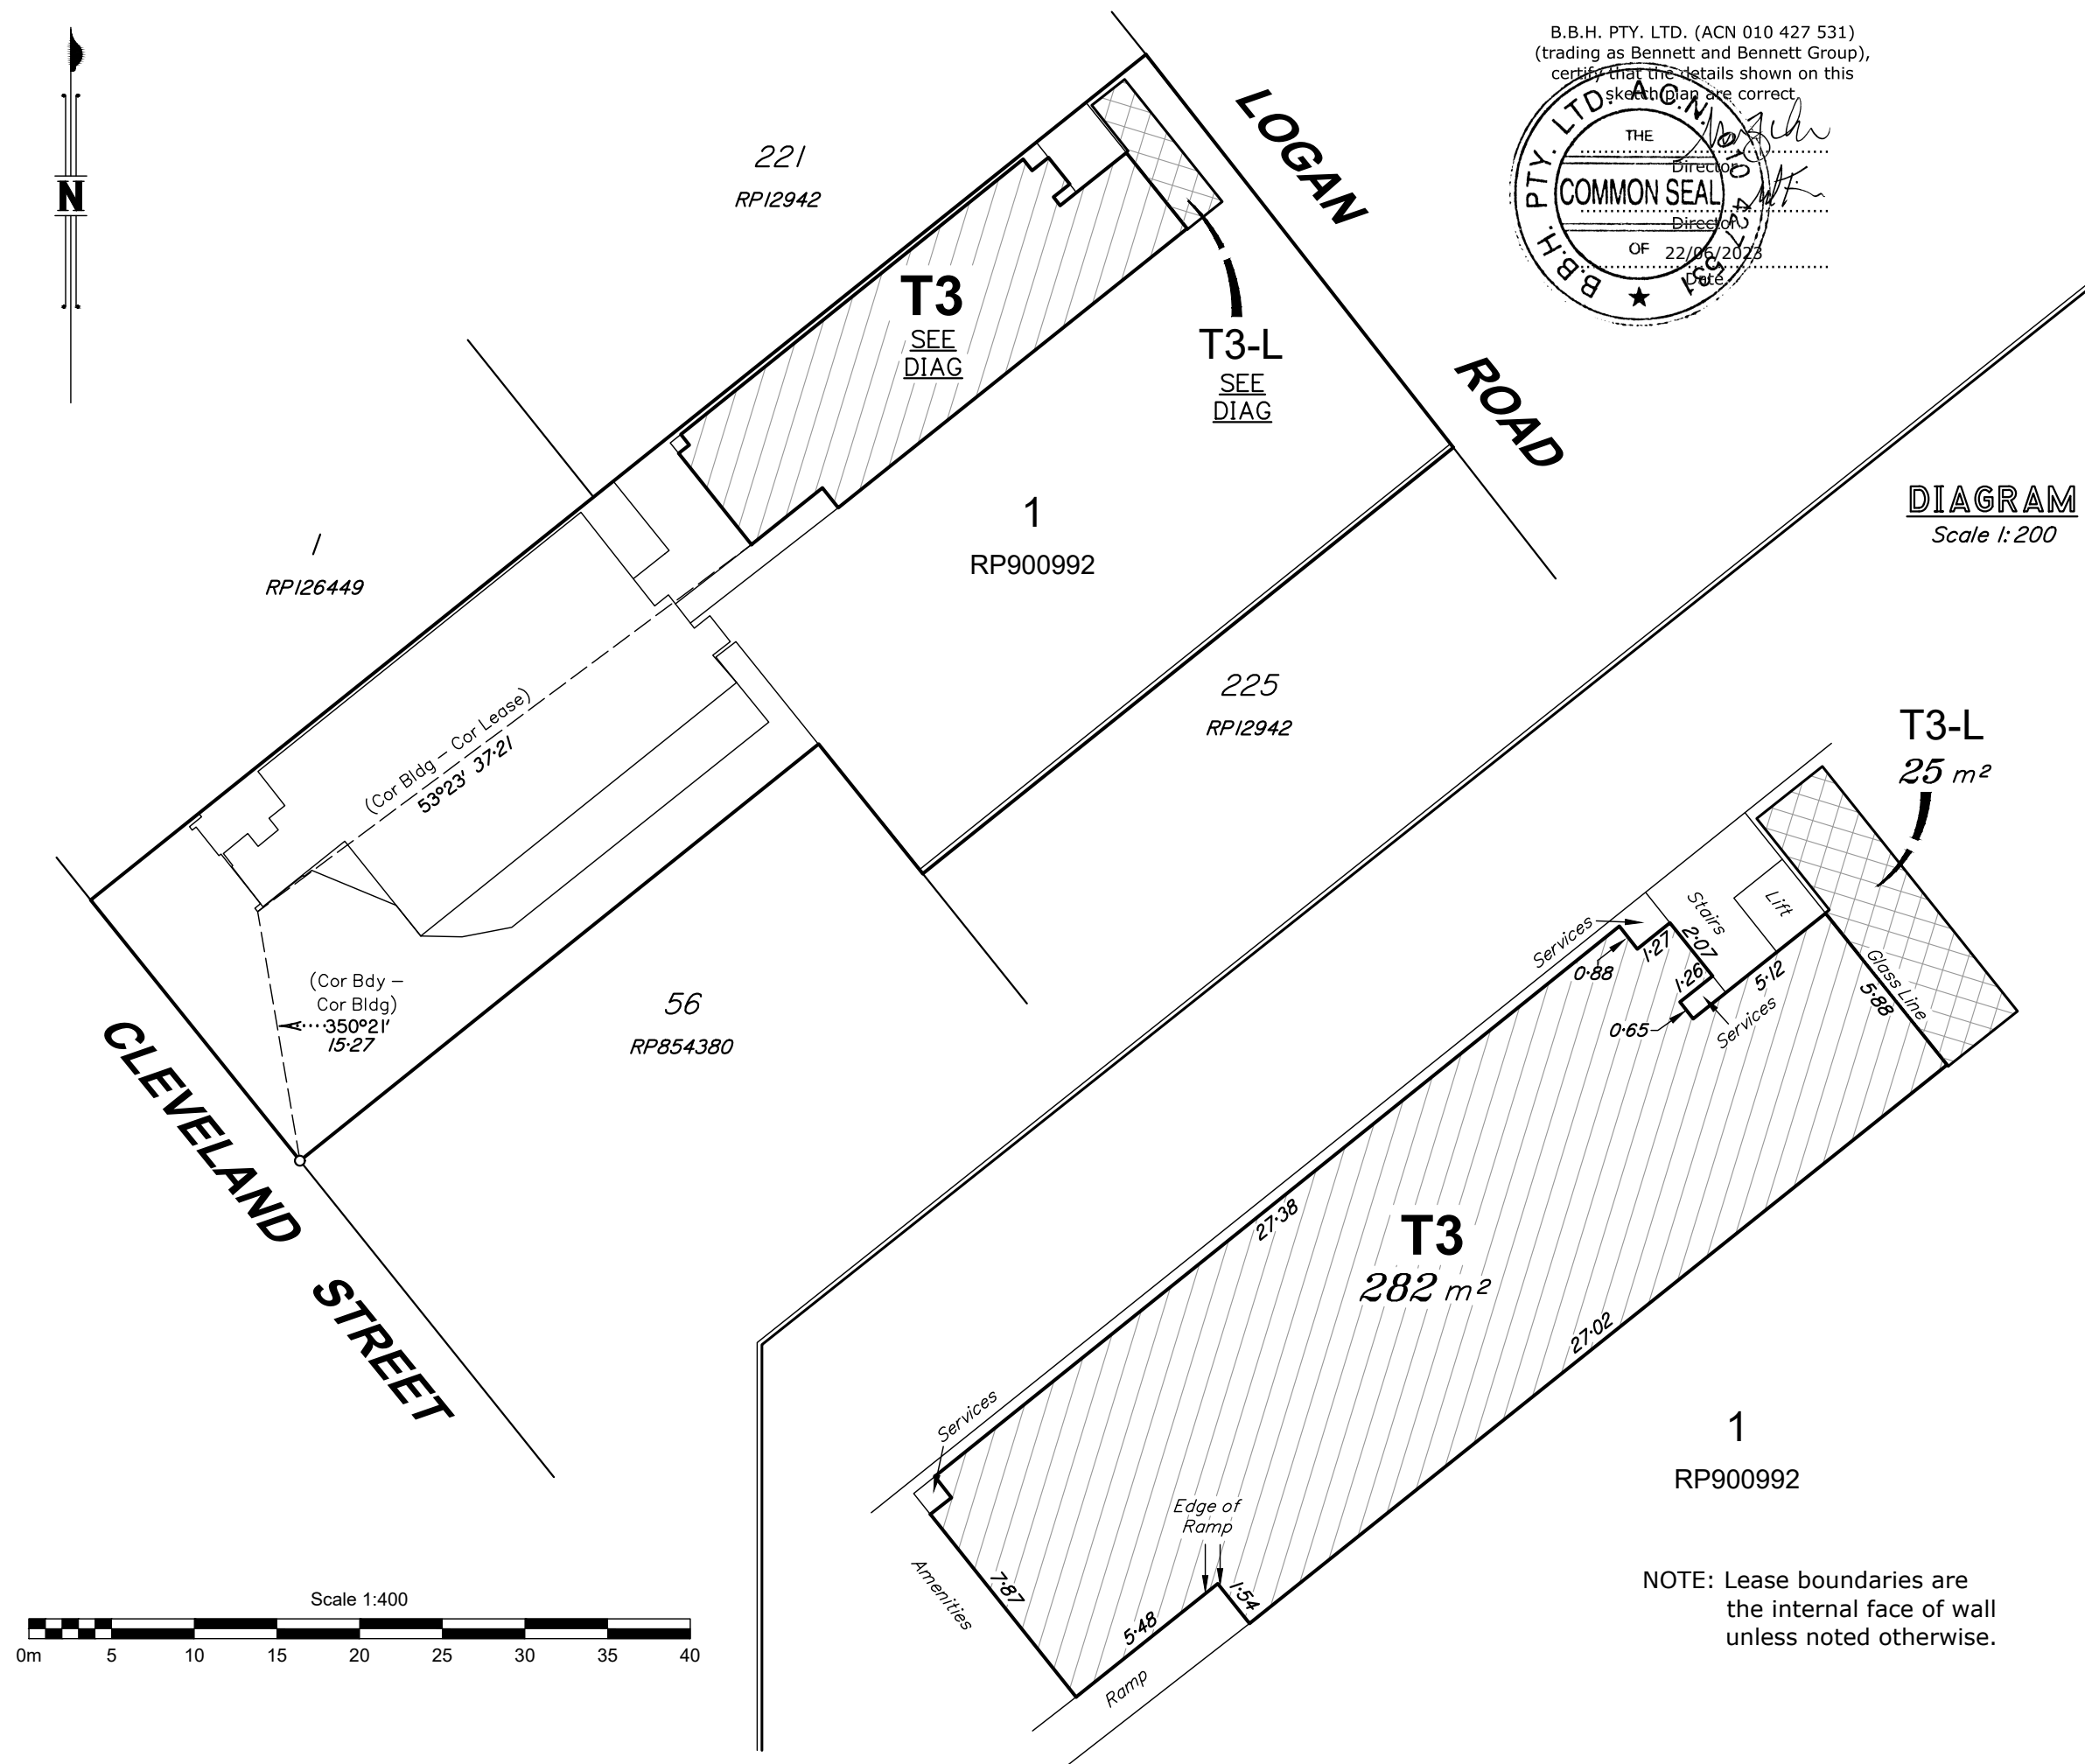 B.B.H. PTY. LTD. (ACN 010 427 531)
(trading as Bennett and Bennett Group),
certify that the details shown on this
sketch plan are correct.
B.B.H. PTY. LTD. A.C.N. 010 427 531
THE
COMMON SEAL
OF
Director
Director
22/06/2023
Date
N
LOGAN
ROAD
221
RP12942
T3
SEE
DIAG
T3-L
SEE
DIAG
1
RP900992
1
RP126449
225
RP12942
(Cor Bldg – Cor Lease)
53°23' 37·21
(Cor Bdy –
Cor Bldg)
350°21'
15·27
56
RP854380
CLEVELAND STREET
Scale 1:400
0m 5 10 15 20 25 30 35 40
DIAGRAM
Scale 1:200
T3-L
25 m²
Services
Stairs
Lift
0·88
1·27
2·07
1·26
0·65
5·12
Services
Glass Line
5·88
27·38
T3
282 m²
27·02
Services
Amenities
7·87
Edge of
Ramp
5·48
1·54
Ramp
1
RP900992
NOTE: Lease boundaries are
the internal face of wall
unless noted otherwise.